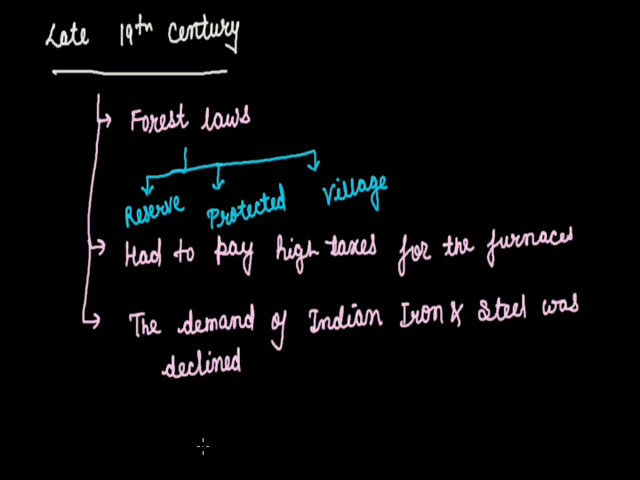 Late 19th century
Forest laws
Reserve Protected Village
Had to pay high taxes for the furnaces
The demand of Indian Iron & Steel was
declined